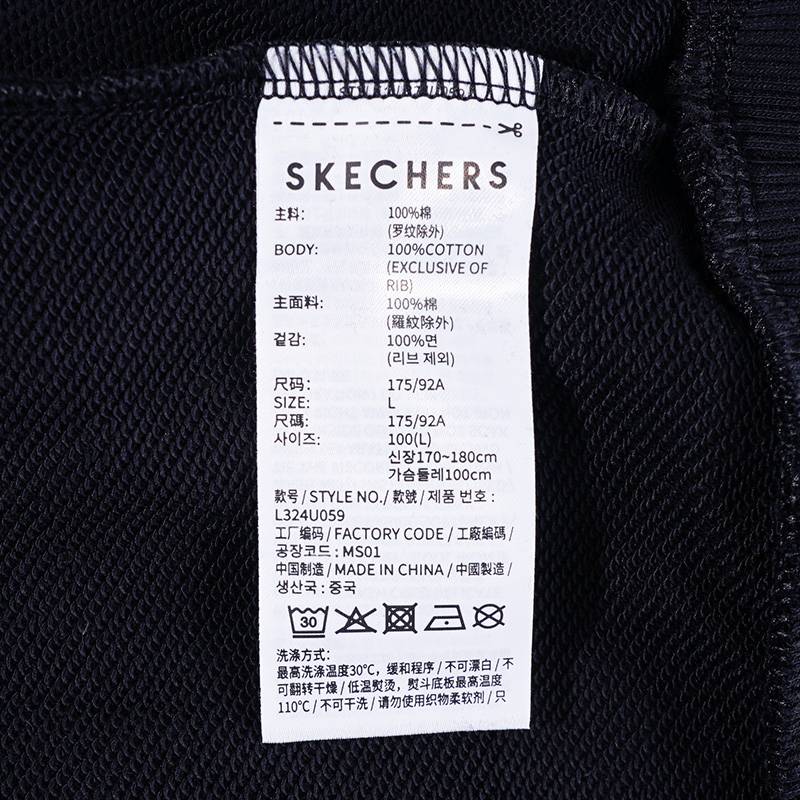 SKECHERS
主料: 100%棉
(罗纹除外)
BODY: 100%COTTON
(EXCLUSIVE OF
RIB)
主面料: 100%棉
(羅紋除外)
겉감: 100%면
(리브 제외)
尺码: 175/92A
SIZE: L
尺碼: 175/92A
사이즈: 100(L)
신장170~180cm
가슴둘레100cm
款号 / STYLE NO. / 款號 / 제품 번호 :
L324U059
工厂编码 / FACTORY CODE / 工廠編碼 /
공장코드 : MS01
中国制造 / MADE IN CHINA / 中國製造 /
생산국 : 중국
30
洗涤方式:
最高洗涤温度30℃，缓和程序 / 不可漂白 / 不
可翻转干燥 / 低温熨烫，熨斗底板最高温度
110℃ / 不可干洗 / 请勿使用织物柔软剂 / 只